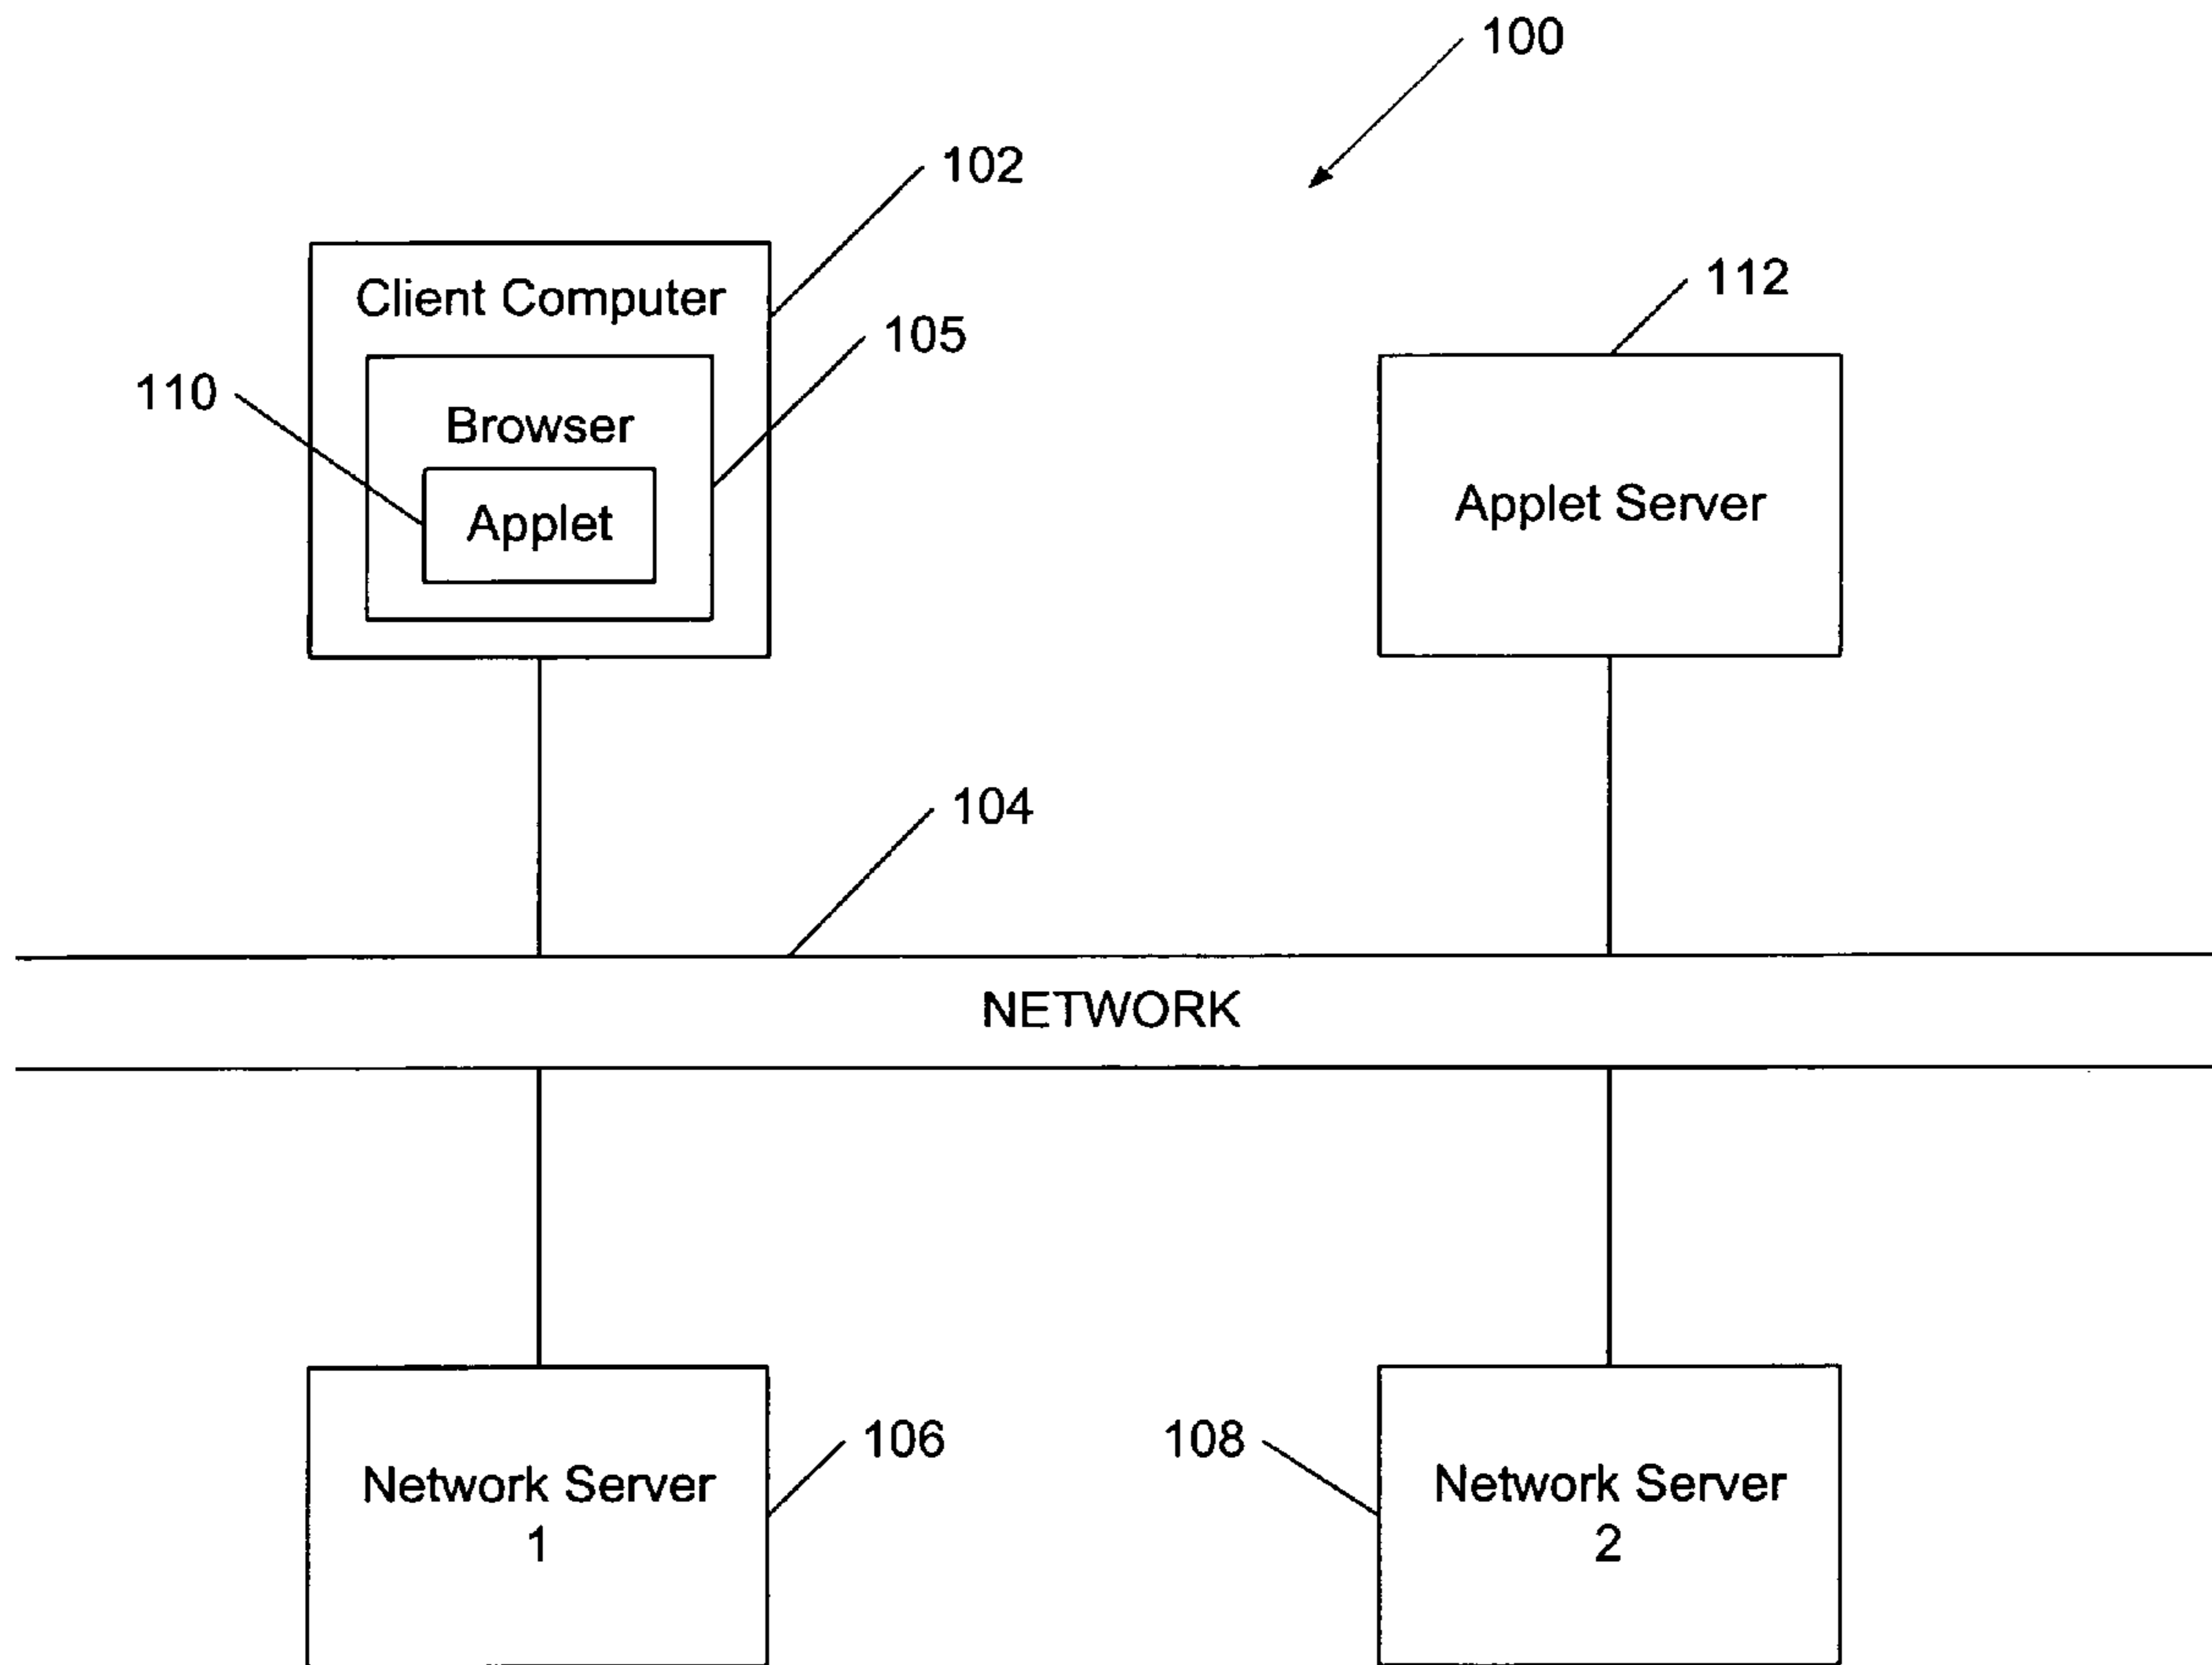 100
102
Client Computer
112
105
110
Browser
Applet
Applet Server
104
NETWORK
106
108
Network Server
1
Network Server
2